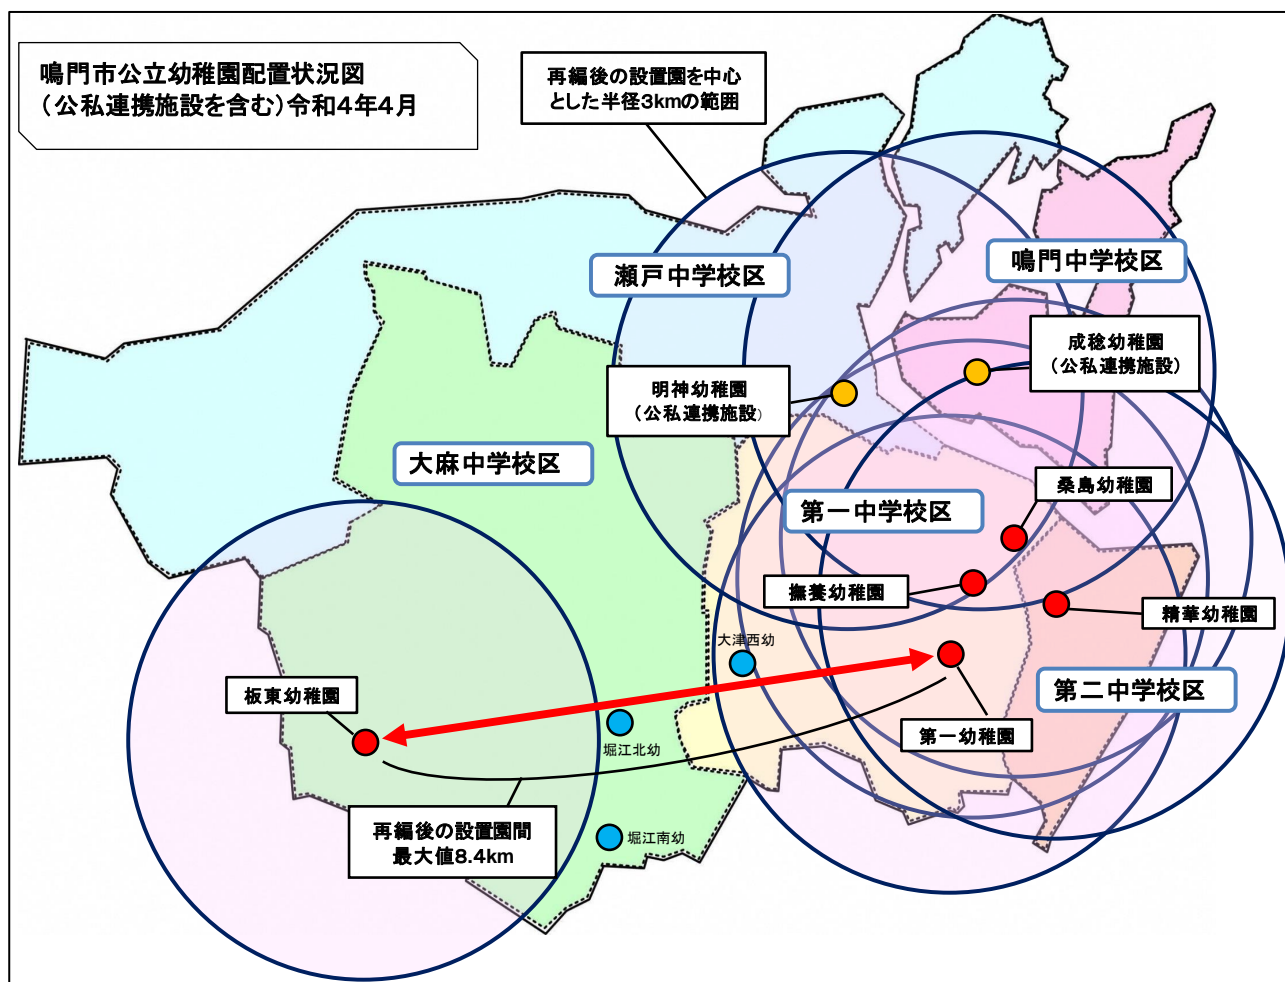 鳴門市公立幼稚園配置状況図
（公私連携施設を含む）令和4年4月
再編後の設置園を中心
とした半径3kmの範囲
瀬戸中学校区
鳴門中学校区
成稔幼稚園
（公私連携施設）
明神幼稚園
（公私連携施設）
大麻中学校区
第一中学校区
桑島幼稚園
撫養幼稚園
精華幼稚園
大津西幼
第二中学校区
板東幼稚園
第一幼稚園
堀江北幼
再編後の設置園間
最大値8.4km
堀江南幼